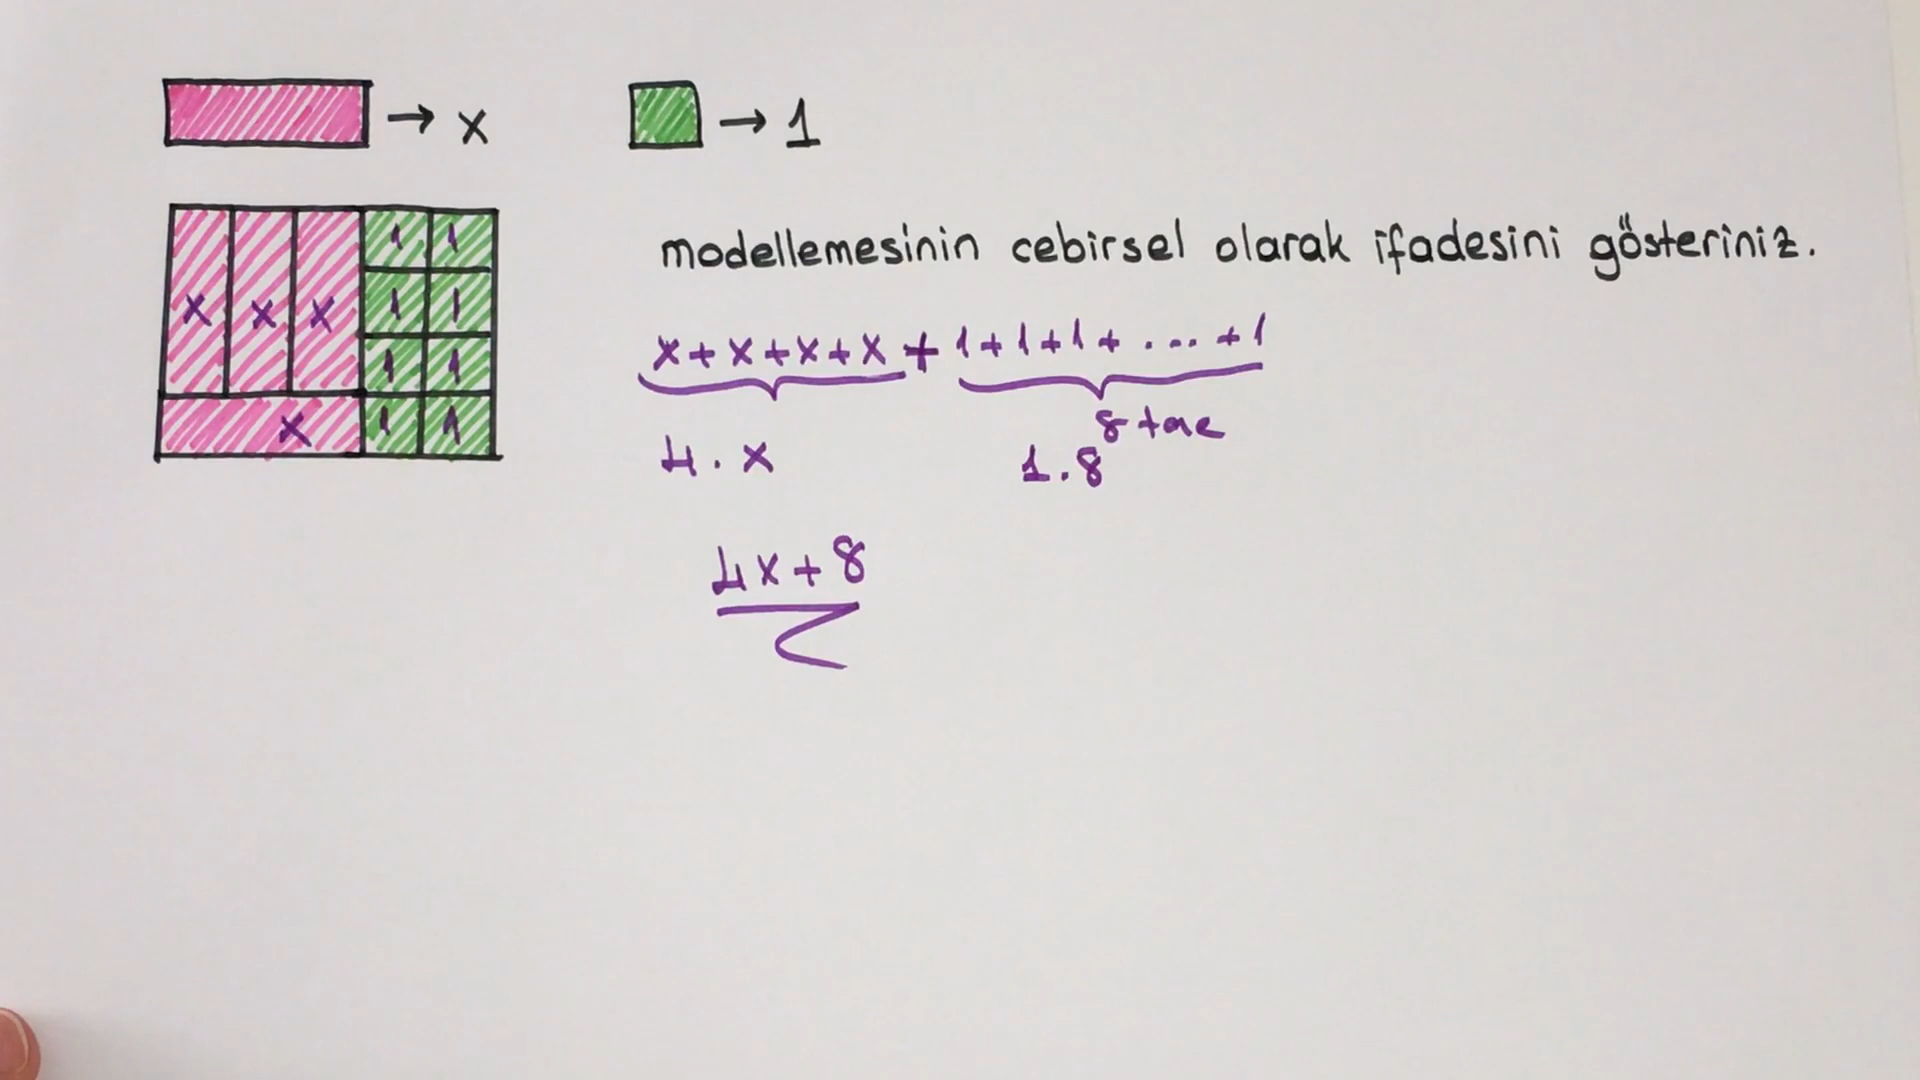 → x → 1
1 1
modellemesinin cebirsel olarak ifadesini gösteriniz.
x x x 1 1
x + x + x + x + 1 + 1 + 1 + .... + 1
1 1
x 1 1
8 tane
4 . x 1 . 8
4x + 8